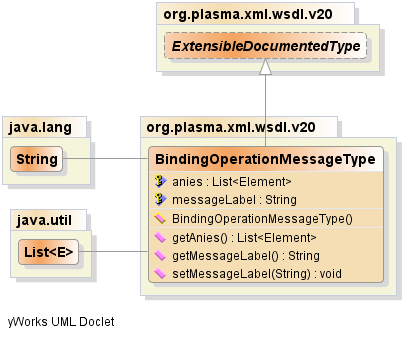 org.plasma.xml.wsdl.v20
ExtensibleDocumentedType
java.lang
String
org.plasma.xml.wsdl.v20
BindingOperationMessageType
anies : List<Element>
messageLabel : String
BindingOperationMessageType()
getAnies() : List<Element>
getMessageLabel() : String
setMessageLabel(String) : void
java.util
List<E>
yWorks UML Doclet